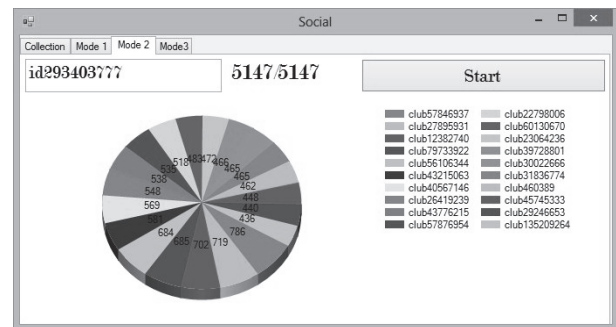 Social
Collection Mode 1 Mode 2 Mode3
id293403777 5147/5147 Start
club57846937 club22798006
club27895931 club60130670
club12382740 club23064236
club79733922 club39728801
club56106344 club30022666
club43215063 club31836774
club40567146 club460389
club26419239 club45745333
club43776215 club29246653
club57876954 club135209264
518 483 472 466
535 465
538 465
548 462
569 448
581 440
684 436
685 702 719 786